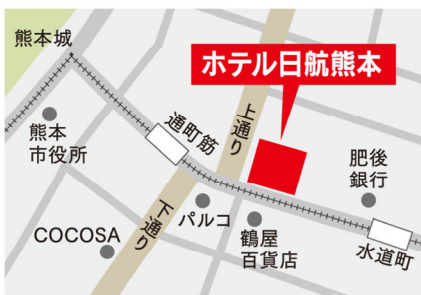 熊本城
ホテル日航熊本
熊本
市役所
通町筋
上通り
肥後
銀行
下通り
パルコ
COCOSA
鶴屋
百貨店
水道町